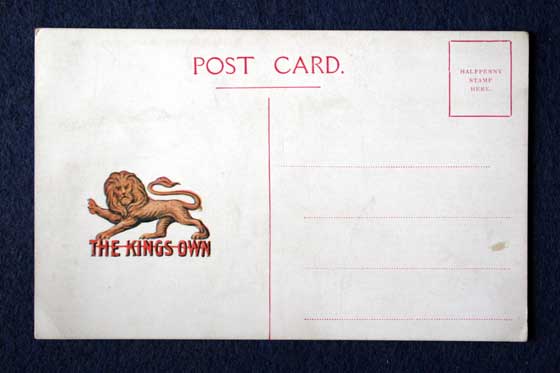 POST CARD.
HALFPENNY
STAMP
HERE.
THE KINGS OWN